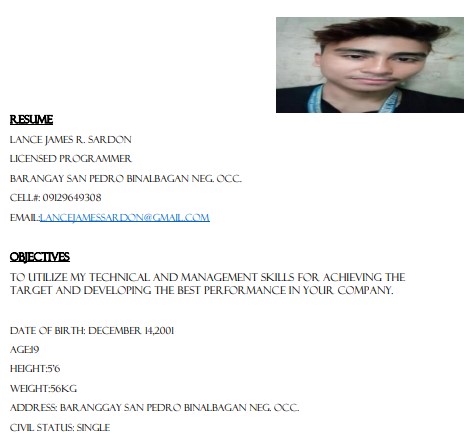 RESUME
LANCE JAMES R. SARDON
LICENSED PROGRAMMER
BARANGAY SAN PEDRO BINALBAGAN NEG. OCC.
CELL#: 09129649308
EMAIL:LANCEJAMESSARDON@GMAIL.COM
OBJECTIVES
TO UTILIZE MY TECHNICAL AND MANAGEMENT SKILLS FOR ACHIEVING THE
TARGET AND DEVELOPING THE BEST PERFORMANCE IN YOUR COMPANY.
DATE OF BIRTH: DECEMBER 14,2001
AGE:19
HEIGHT:5'6
WEIGHT:56KG
ADDRESS: BARANGGAY SAN PEDRO BINALBAGAN NEG. OCC.
CIVIL STATUS: SINGLE